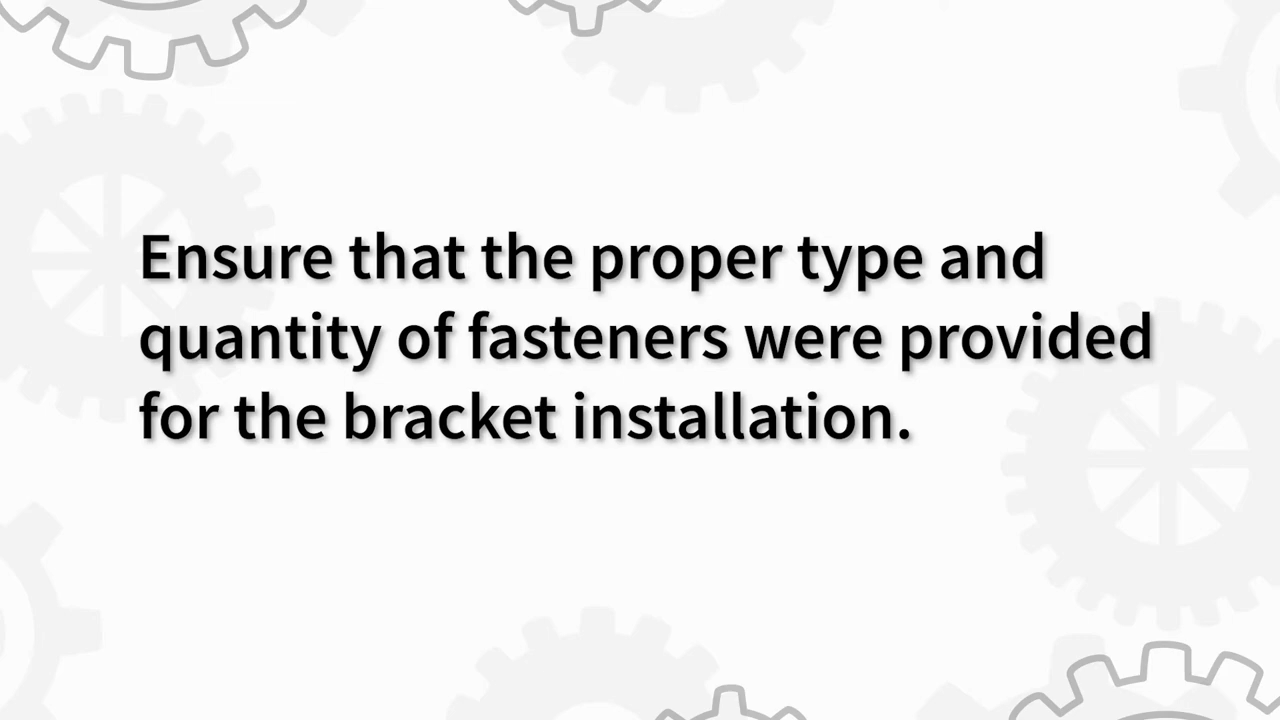 Ensure that the proper type and
quantity of fasteners were provided
for the bracket installation.